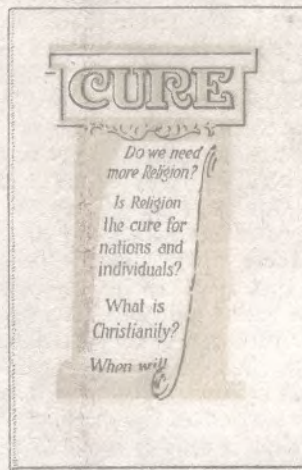 CURE
Do we need
more Religion?
Is Religion
the cure for
nations and
individuals?
What is
Christianity?
When will